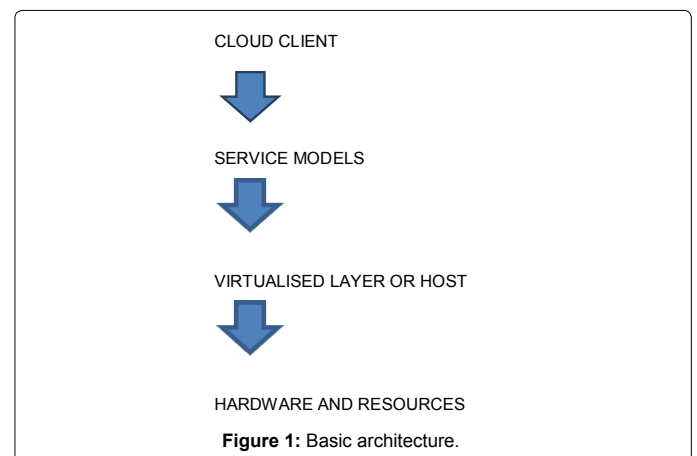 CLOUD CLIENT
SERVICE MODELS
VIRTUALISED LAYER OR HOST
HARDWARE AND RESOURCES
Figure 1: Basic architecture.